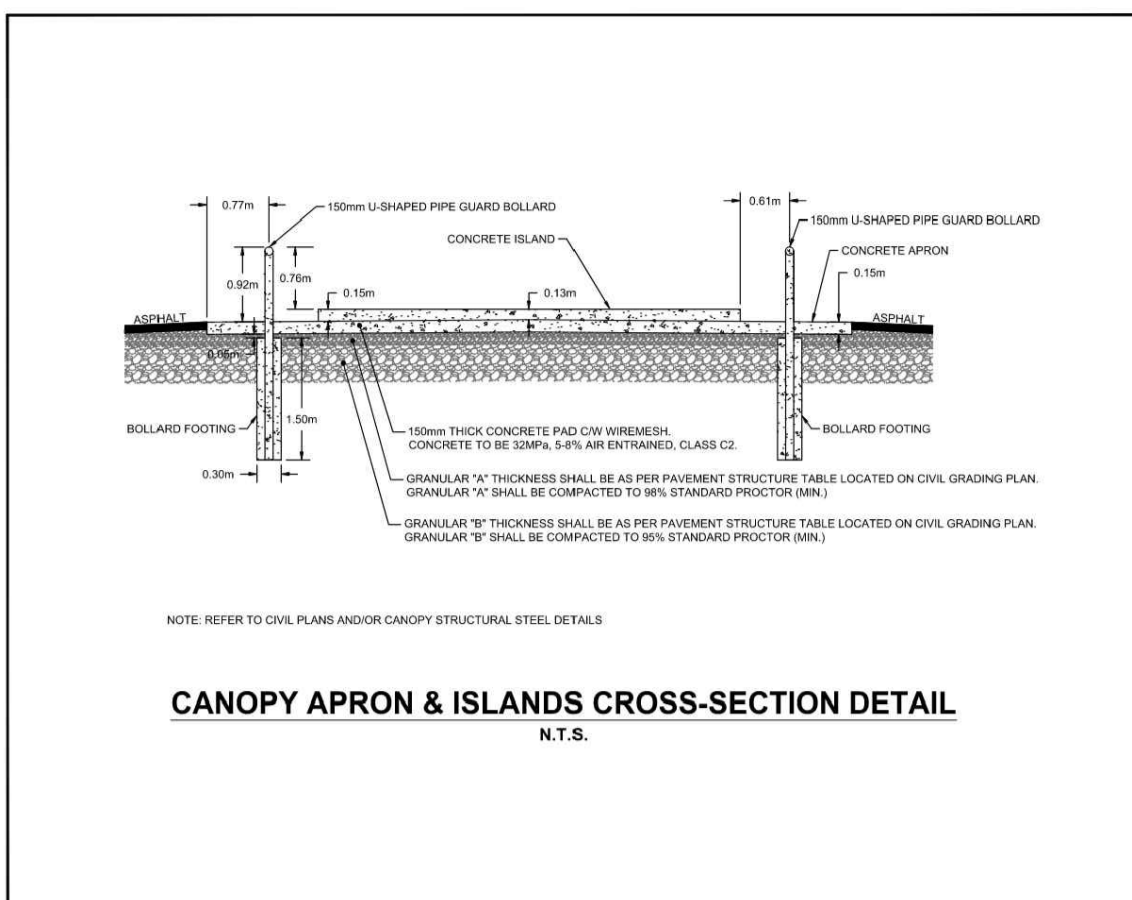 0.77m
150mm U-SHAPED PIPE GUARD BOLLARD
0.61m
150mm U-SHAPED PIPE GUARD BOLLARD
CONCRETE ISLAND
CONCRETE APRON
0.92m
0.76m
0.15m
0.13m
0.15m
ASPHALT
ASPHALT
0.05m
1.50m
BOLLARD FOOTING
BOLLARD FOOTING
150mm THICK CONCRETE PAD C/W WIREMESH.
CONCRETE TO BE 32MPa, 5-8% AIR ENTRAINED, CLASS C2.
0.30m
GRANULAR "A" THICKNESS SHALL BE AS PER PAVEMENT STRUCTURE TABLE LOCATED ON CIVIL GRADING PLAN.
GRANULAR "A" SHALL BE COMPACTED TO 98% STANDARD PROCTOR (MIN.)
GRANULAR "B" THICKNESS SHALL BE AS PER PAVEMENT STRUCTURE TABLE LOCATED ON CIVIL GRADING PLAN.
GRANULAR "B" SHALL BE COMPACTED TO 95% STANDARD PROCTOR (MIN.)
NOTE: REFER TO CIVIL PLANS AND/OR CANOPY STRUCTURAL STEEL DETAILS
CANOPY APRON & ISLANDS CROSS-SECTION DETAIL
N.T.S.